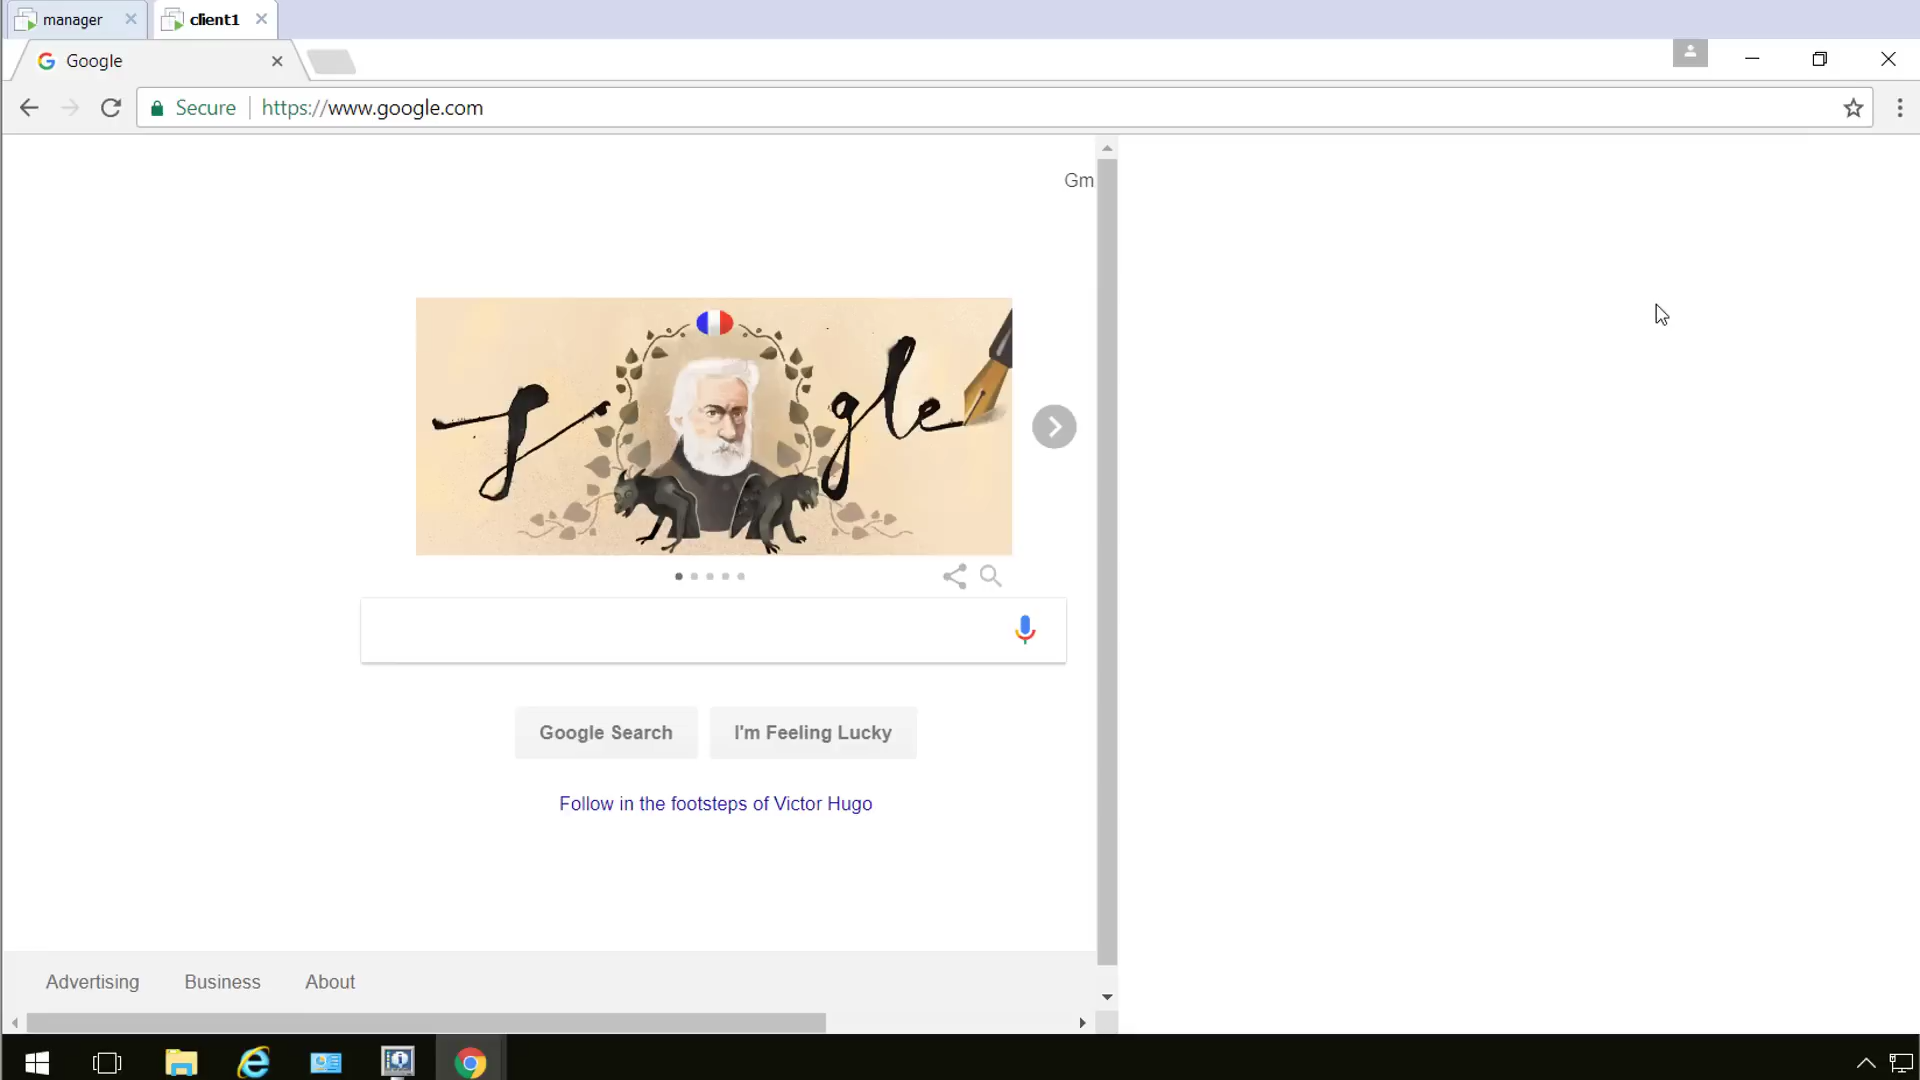 manager
client1
Google
Secure
https://www.google.com
Gm
Google
Google Search
I'm Feeling Lucky
Follow in the footsteps of Victor Hugo
Advertising
Business
About